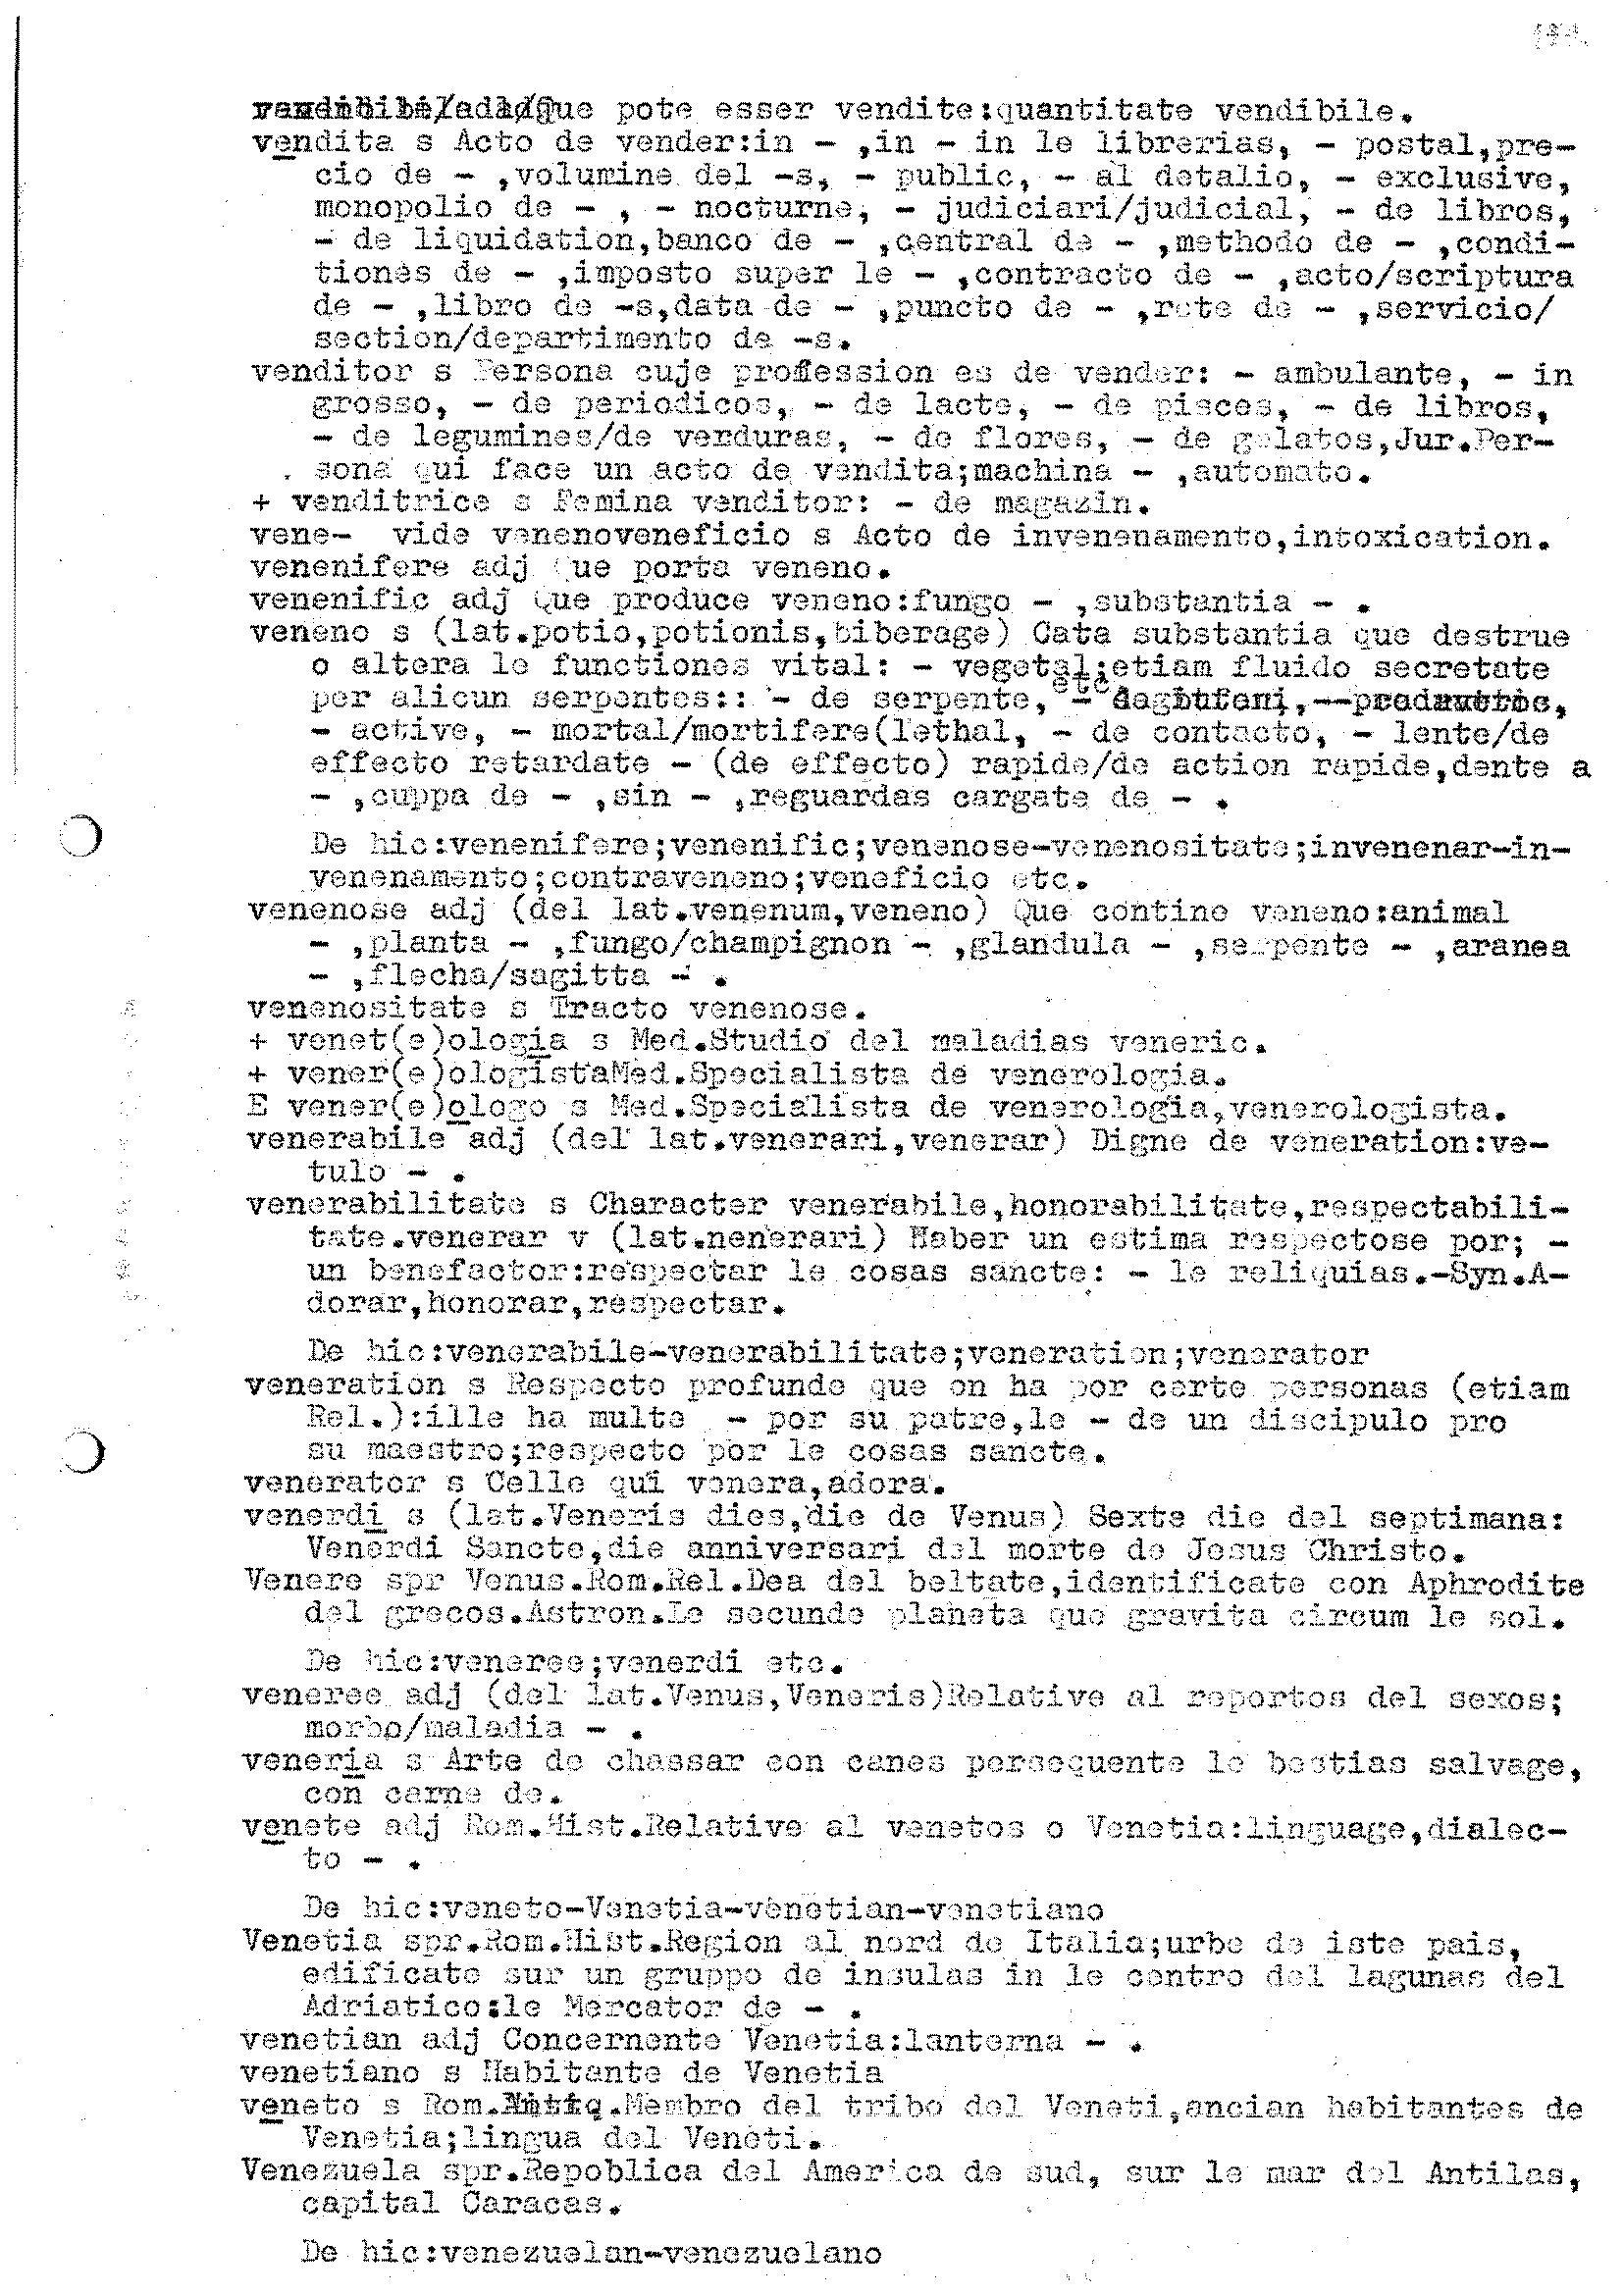 Que pote esser vendite:quantitate vendibile.
vendita s Acto de vender:in - ,in - in le librerias, - postal,pre-
cio de - ,volumine del -s, - public, - al detalio, - exclusive,
monopolio de - , - nocturne, - judiciari/judicial, - de libros,
- de liquidation,banco de - ,central de - ,methodo de - ,condi-
tiones de - ,imposto super le - ,contracto de - ,acto/scriptura
de - ,libro de -s,data de - ,puncto de - ,rete de - ,servicio/
section/departimento de -s.
venditor s Persona cuje profession es de vender: - ambulante, - in
grosso, - de periodicos, - de lacte, - de pisces, - de libros,
- de legumines/de verduras, - de flores, - de gelatos,Jur.Per-
sona qui face un acto de vendita;machina - ,automato.
+ venditrice s Femina venditor: - de magazin.
vene- vide venenoveneficio s Acto de invenenamento,intoxication.
venenifere adj Que porta veneno.
venenific adj Que produce veneno:fungo - ,substantia - .
veneno s (lat.potio,potionis,biberage) Cata substantia que destrue
o altera le functiones vital: - vegetal;etiam fluido secretate
per alicun serpentes:: - de serpente, - etc
- active, - mortal/mortifere(lethal, - de contacto, - lente/de
effecto retardate - (de effecto) rapide/de action rapide,dente a
- ,cuppa de - ,sin - ,reguardas cargate de - .
De hic:venenifere;venenific;venenose-venenositate;invenenar-in-
venenamento;contraveneno;veneficio etc.
venenose adj (del lat.venenum,veneno) Que contine veneno:animal
- ,planta - ,fungo/champignon - ,glandula - ,serpente - ,aranea
- ,flecha/sagitta - .
venenositate s Tracto venenose.
+ venet(e)ologia s Med.Studio del maladias veneric.
+ vener(e)ologistaMed.Specialista de venerologia.
E vener(e)ologo s Med.Specialista de venerologia,venerologista.
venerabile adj (del lat.venerari,venerar) Digne de veneration:ve-
tulo - .
venerabilitate s Character venerabile,honorabilitate,respectabili-
tate.venerar v (lat.nenerari) Haber un estima respectose por; -
un benefactor:respectar le cosas sancte: - le reliquias.-Syn.A-
dorar,honorar,respectar.
De hic:venerabile-venerabilitate;veneration;venerator
veneration s Respecto profunde que on ha por certe personas (etiam
Rel.):ille ha multe - por su patre,le - de un discipulo pro
su maestro;respecto por le cosas sancte.
venerator s Celle qui venera,adora.
venerdi s (lat.Veneris dies,die de Venus) Sexte die del septimana:
Venerdi Sancte,die anniversari del morte de Jesus Christo.
Venere spr Venus.Rom.Rel.Dea del beltate,identificate con Aphrodite
del grecos.Astron.Le secunde planeta que gravita circum le sol.
De hic:veneree;venerdi etc.
veneree adj (del lat.Venus,Veneris)Relative al reportos del sexos;
morbo/maladia - .
veneria s Arte de chassar con canes persequente le bestias salvage,
con carne de.
venete adj Rom.Hist.Relative al venetos o Venetia:linguage,dialec-
to - .
De hic:veneto-Venetia-venetian-venetiano
Venetia spr.Rom.Hist.Region al nord de Italia;urbe de iste pais,
edificate sur un gruppo de insulas in le centro del lagunas del
Adriatico:le Mercator de - .
venetian adj Concernente Venetia:lanterna - .
venetiano s Habitante de Venetia
veneto s Rom.Antiq.Membro del tribo del Veneti,ancian habitantes de
Venetia;lingua del Veneti.
Venezuela spr.Repoblica del America de sud, sur le mar del Antilas,
capital Caracas.
De hic:venezuelan-venezuelano